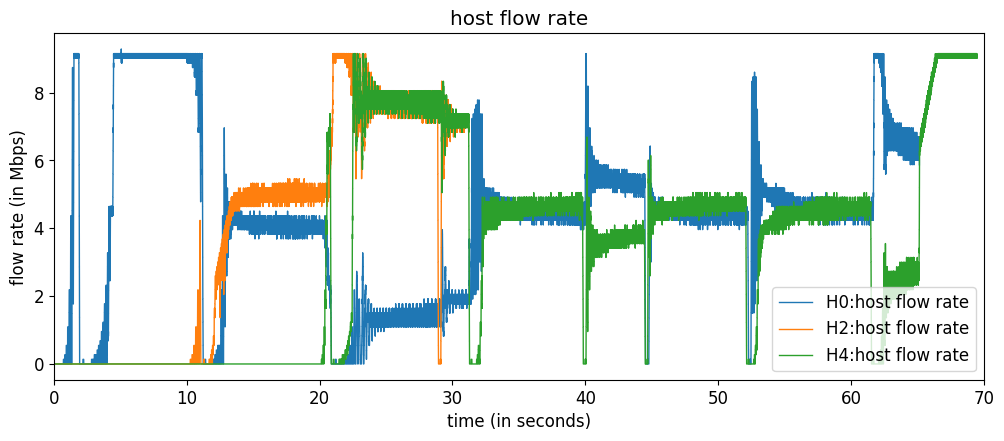 host flow rate
flow rate (in Mbps)
8
6
4
2
0
0 10 20 30 40 50 60 70
time (in seconds)
H0:host flow rate
H2:host flow rate
H4:host flow rate